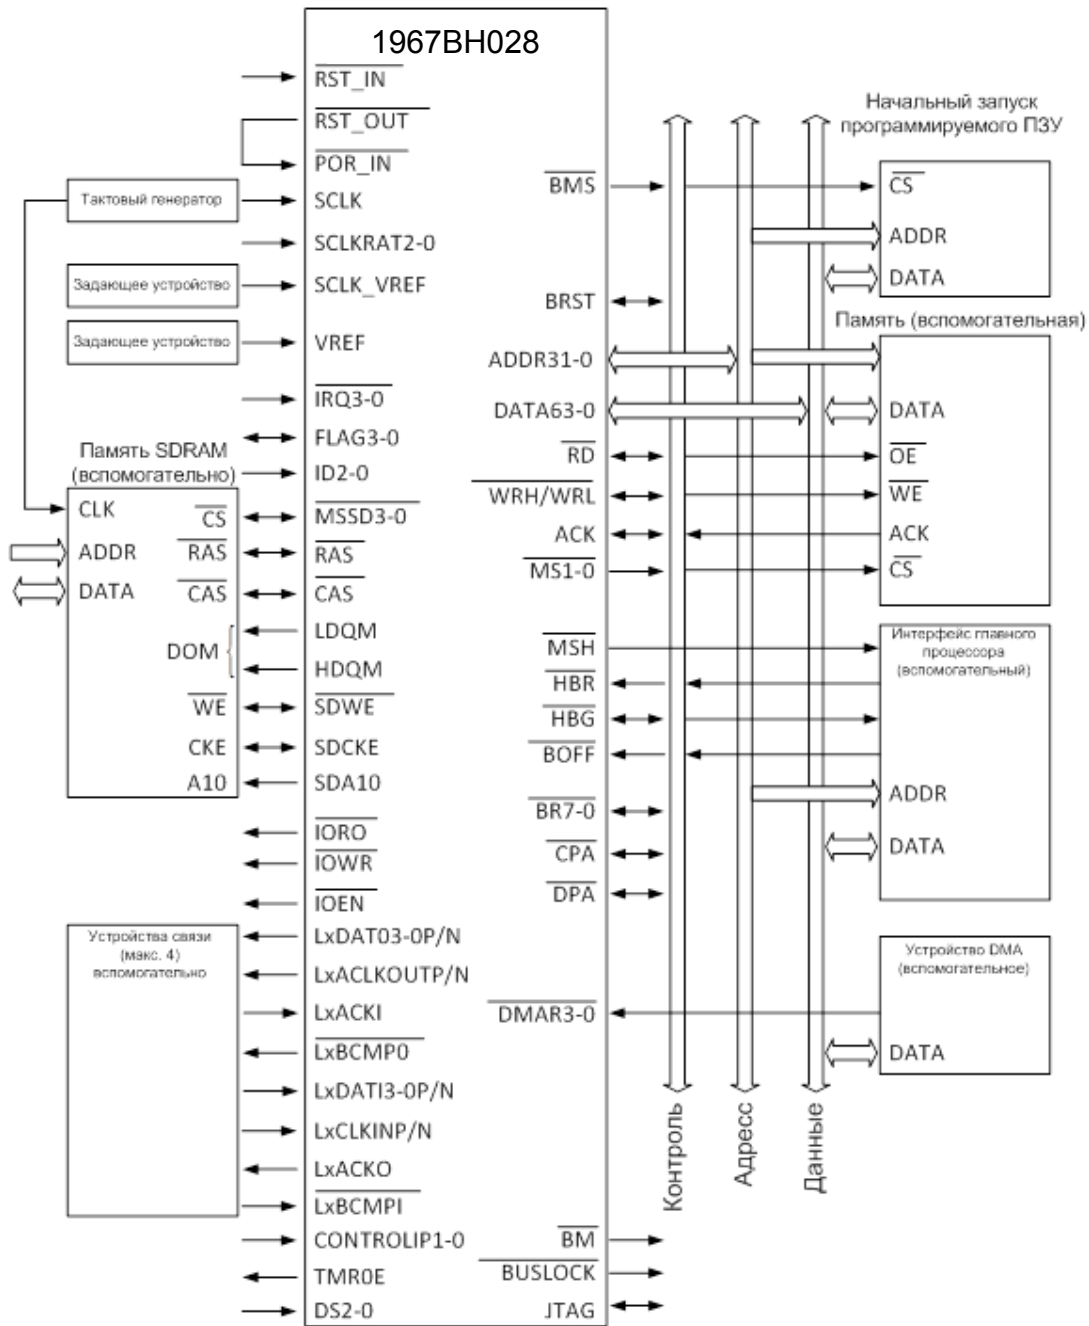 1967BH028
RST_IN
RST_OUT
POR_IN
SCLK
SCLKRAT2-0
SCLK_VREF
VREF
IRQ3-0
FLAG3-0
ID2-0
MSSD3-0
RAS
CAS
LDQM
HDQM
SDWE
SDCKE
SDA10
IORO
IOWR
IOEN
LxDAT03-0P/N
LxACLKOUTP/N
LxACKI
LxBCMP0
LxDATI3-0P/N
LxCLKINP/N
LxACKO
LxBCMPI
CONTROLIP1-0
TMR0E
DS2-0
BMS
BRST
ADDR31-0
DATA63-0
RD
WRH/WRL
ACK
MS1-0
MSH
HBR
HBG
BOFF
BR7-0
CPA
DPA
DMAR3-0
BM
BUSLOCK
JTAG
Тактовый генератор
Задающее устройство
Задающее устройство
Память SDRAM
(вспомогательно)
CLK
ADDR
DATA
CS
RAS
CAS
DOM
WE
CKE
A10
Устройства связи
(макс. 4)
вспомогательно
Контроль
Адресс
Данные
Начальный запуск
программируемого ПЗУ
CS
ADDR
DATA
Память (вспомогательная)
DATA
OE
WE
ACK
CS
Интерфейс главного
процессора
(вспомогательный)
ADDR
DATA
Устройство DMA
(вспомогательное)
DATA